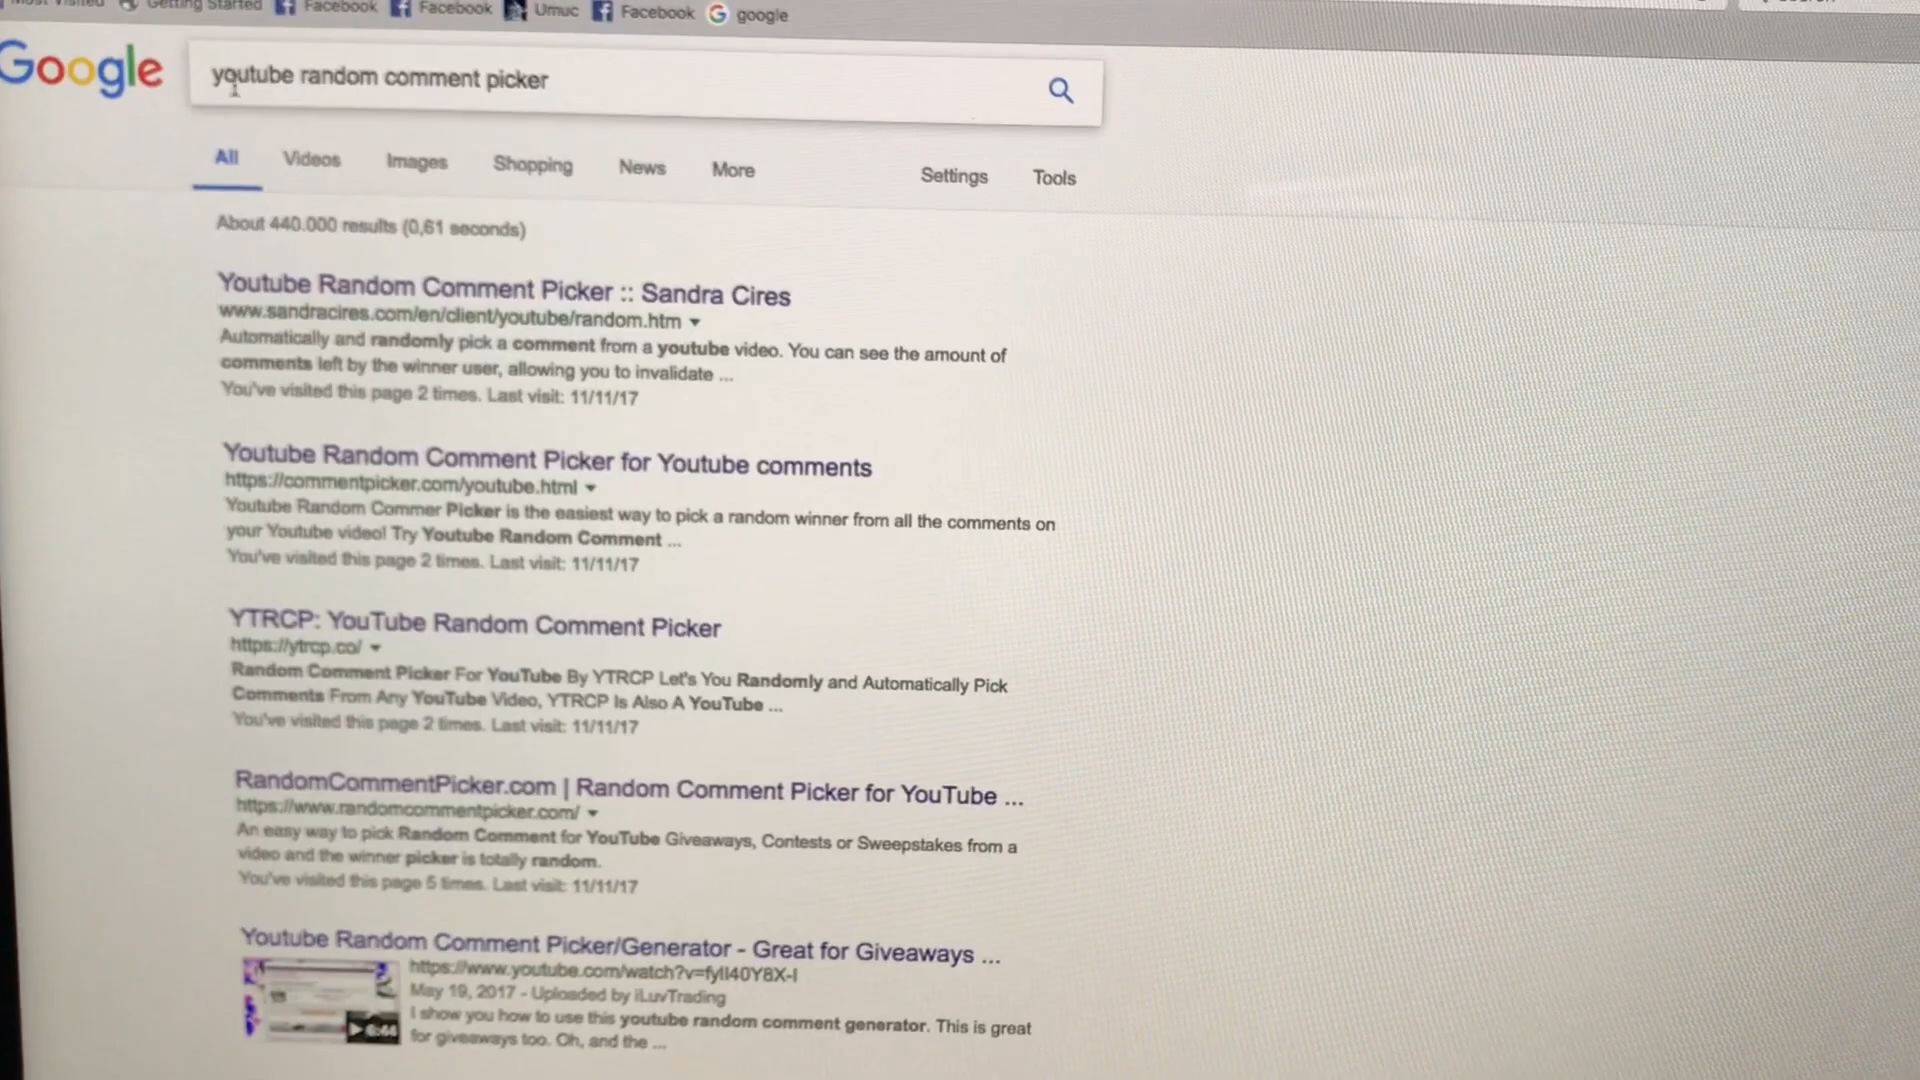 Most Visited Getting Started Facebook Facebook Umuc Facebook google
Google youtube random comment picker
All Videos Images Shopping News More Settings Tools
About 440.000 results (0,61 seconds)
Youtube Random Comment Picker :: Sandra Cires
www.sandracires.com/en/client/youtube/random.htm
Automatically and randomly pick a comment from a youtube video. You can see the amount of
comments left by the winner user, allowing you to invalidate ...
You've visited this page 2 times. Last visit: 11/11/17
Youtube Random Comment Picker for Youtube comments
https://commentpicker.com/youtube.html
Youtube Random Commer Picker is the easiest way to pick a random winner from all the comments on
your Youtube video! Try Youtube Random Comment ...
You've visited this page 2 times. Last visit: 11/11/17
YTRCP: YouTube Random Comment Picker
https://ytrcp.co/
Random Comment Picker For YouTube By YTRCP Let's You Randomly and Automatically Pick
Comments From Any YouTube Video, YTRCP Is Also A YouTube ...
You've visited this page 2 times. Last visit: 11/11/17
RandomCommentPicker.com | Random Comment Picker for YouTube ...
https://www.randomcommentpicker.com/
An easy way to pick Random Comment for YouTube Giveaways, Contests or Sweepstakes from a
video and the winner picker is totally random.
You've visited this page 5 times. Last visit: 11/11/17
Youtube Random Comment Picker/Generator - Great for Giveaways ...
https://www.youtube.com/watch?v=fyII40Y8X-I
May 19, 2017 - Uploaded by iLuvTrading
6:44 I show you how to use this youtube random comment generator. This is great
for giveaways too. Oh, and the ...